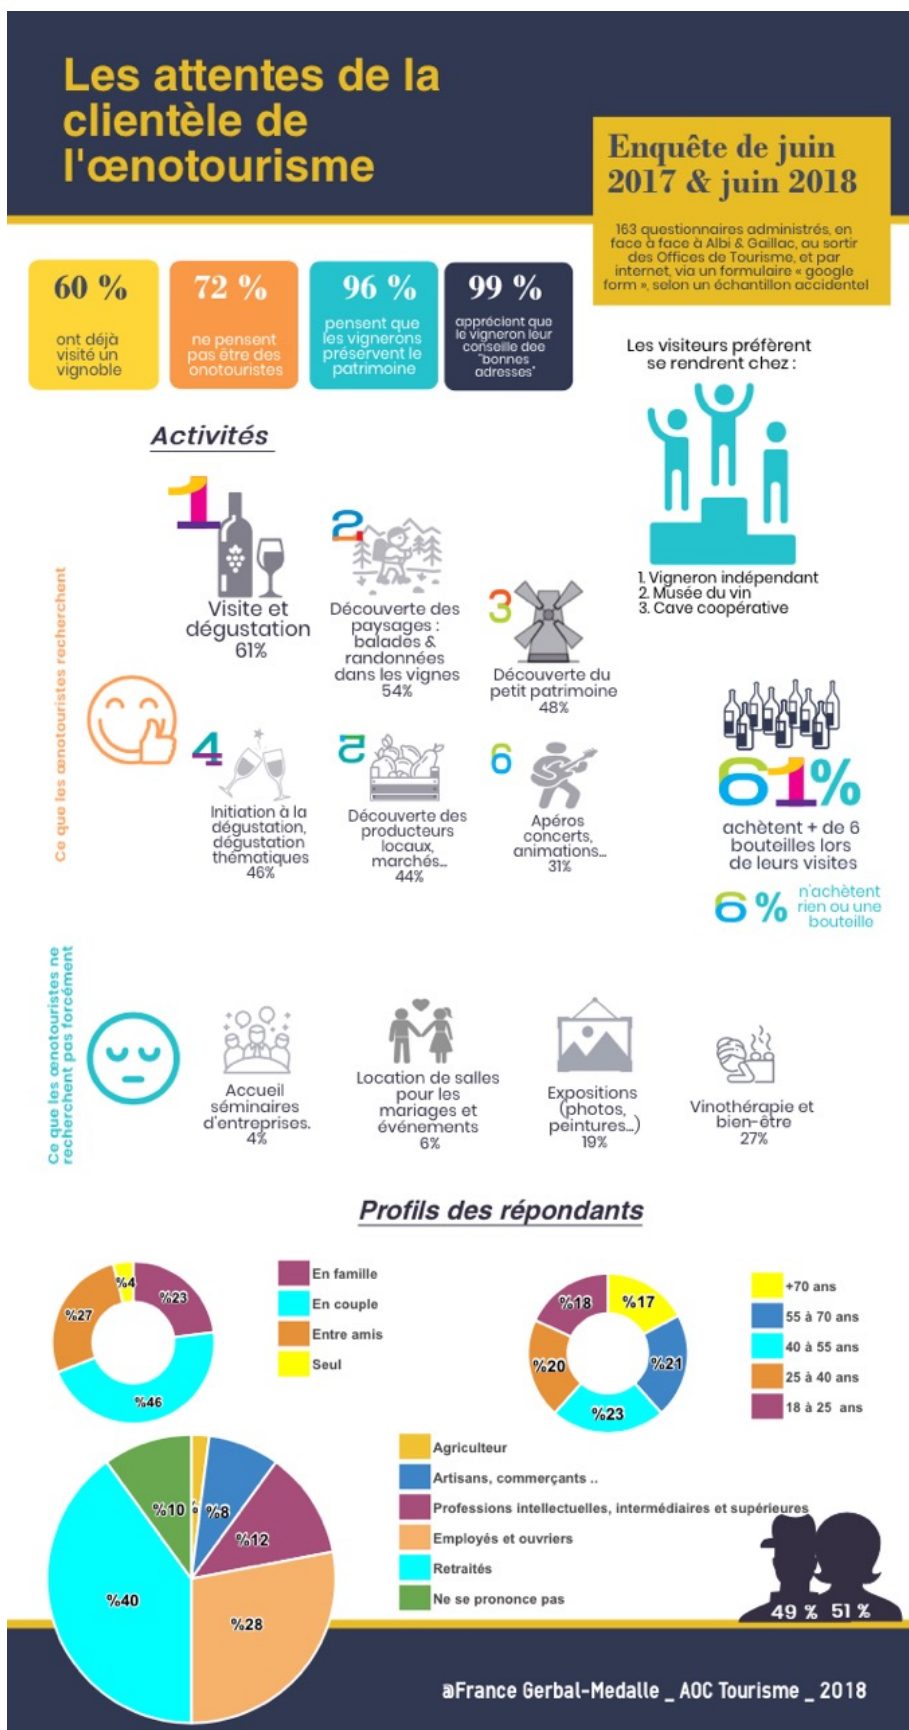 Les attentes de la
clientèle de
l'œnotourisme
Enquête de juin
2017 & juin 2018
163 questionnaires administrés, en
face à face à Albi & Gaillac, au sortir
des Offices de Tourisme, et par
internet, via un formulaire « google
form », selon un échantillon accidentel
60 %
ont déjà
visité un
vignoble
72 %
ne pensent
pas être des
onotouristes
96 %
pensent que
les vignerons
préservent le
patrimoine
99 %
apprécient que
le vigneron leur
conseille dee
"bonnes
adresses"
Les visiteurs préfèrent
se rendrent chez :
1. Vigneron indépendant
2. Musée du vin
3. Cave coopérative
Activités
Ce que les œnotouristes recherchent
1
Visite et
dégustation
61%
2
Découverte des
paysages :
balades &
randonnées
dans les vignes
54%
3
Découverte du
petit patrimoine
48%
4
Initiation à la
dégustation,
dégustation
thématiques
46%
5
Découverte des
producteurs
locaux,
marchés...
44%
6
Apéros
concerts,
animations...
31%
61%
achètent + de 6
bouteilles lors
de leurs visites
6 %
n'achètent
rien ou une
bouteille
Ce que les œnotouristes ne
recherchent pas forcément
Accueil
séminaires
d'entreprises.
4%
Location de salles
pour les
mariages et
événements
6%
Expositions
(photos,
peintures...)
19%
Vinothérapie et
bien-être
27%
Profils des répondants
%4
%23
%27
%46
En famille
En couple
Entre amis
Seul
%18
%17
%20
%21
%23
+70 ans
55 à 70 ans
40 à 55 ans
25 à 40 ans
18 à 25 ans
%10
%8
%12
%40
%28
Agriculteur
Artisans, commerçants ..
Professions intellectuelles, intermédiaires et supérieures
Employés et ouvriers
Retraités
Ne se prononce pas
49 % 51 %
@France Gerbal-Medalle _ AOC Tourisme _ 2018